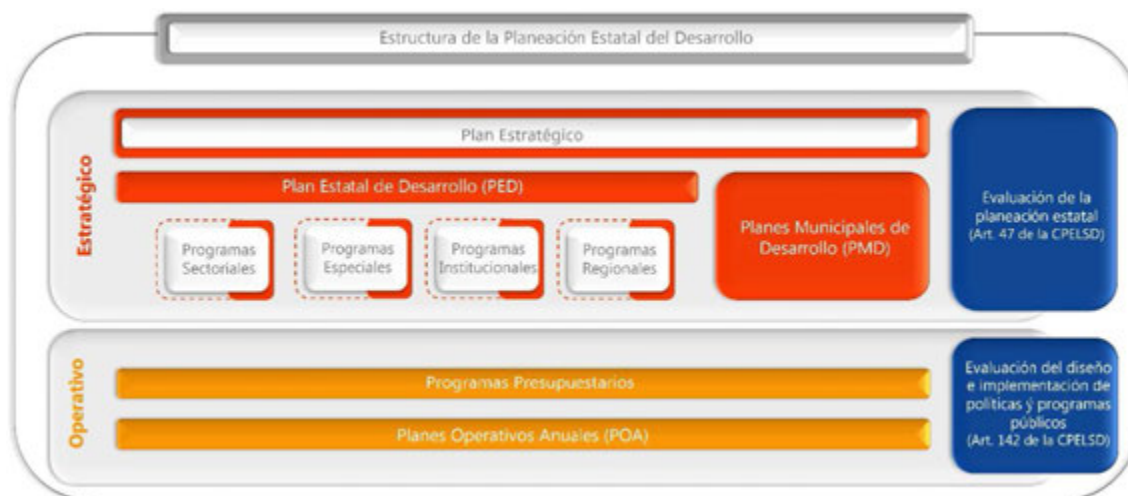 Estructura de la Planeación Estatal del Desarrollo
Estratégico
Plan Estratégico
Plan Estatal de Desarrollo (PED)
Programas
Sectoriales
Programas
Especiales
Programas
Institucionales
Programas
Regionales
Planes Municipales de
Desarrollo (PMD)
Evaluación de la
planeación estatal
(Art. 47 de la CPELSD)
Operativo
Programas Presupuestarios
Planes Operativos Anuales (POA)
Evaluación del diseño
e implementación de
políticas ý programas
públicos
(Art. 142 de la CPELSD)